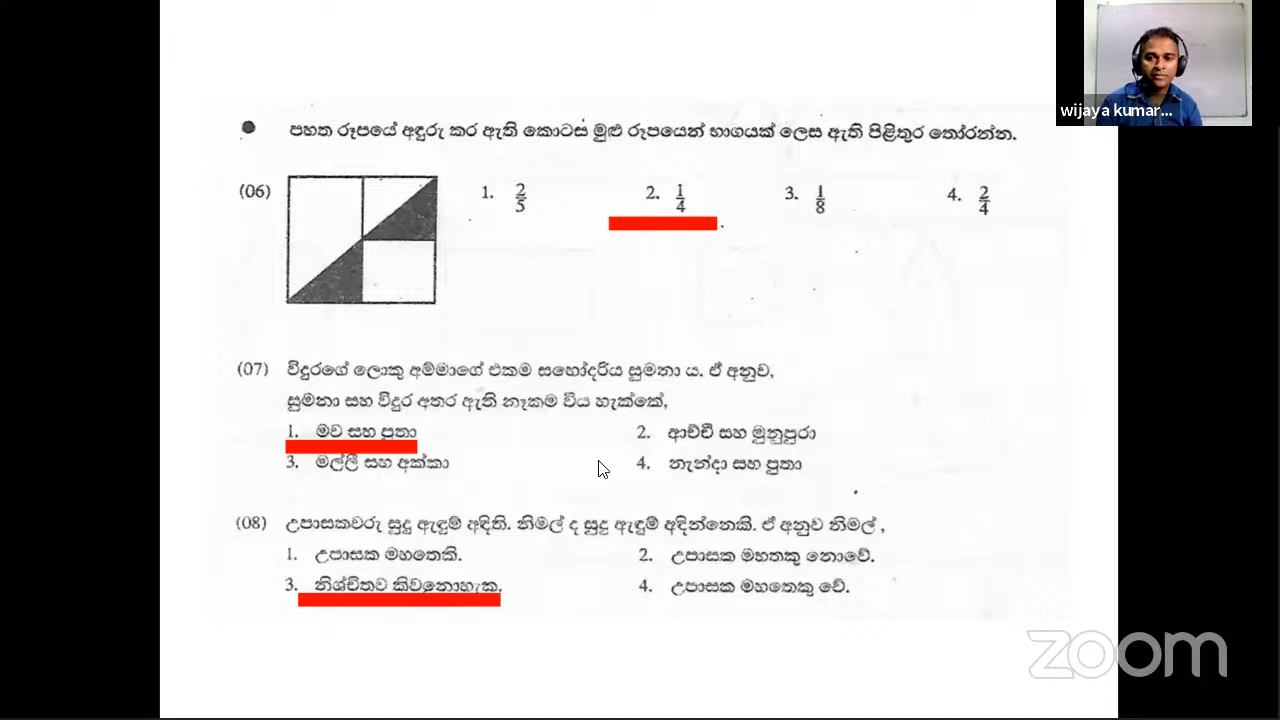 wijaya kumar...
● පහත රූපයේ අඳුරු කර ඇති කොටස මුළු රූපයෙන් භාගයක් ලෙස ඇති පිළිතුර තෝරන්න.
(06) 1. 2/5 2. 1/4 3. 1/8 4. 2/4
(07) විදුරගේ ලොකු අම්මාගේ එකම සහෝදරිය සුමනා ය. ඒ අනුව,
සුමනා සහ විදුර අතර ඇති නෑකම විය හැක්කේ,
1. මව සහ පුතා 2. ආච්චි සහ මුනුපුරා
3. මල්ලී සහ අක්කා 4. නැන්දා සහ පුතා
(08) උපාසකවරු සුදු ඇඳුම් අඳිති. නිමල් ද සුදු ඇඳුම් අඳින්නෙකි. ඒ අනුව නිමල්,
1. උපාසක මහතෙකි. 2. උපාසක මහතකු නොවේ.
3. නිශ්චිතව කිවනොහැක. 4. උපාසක මහතෙකු වේ.
zoom